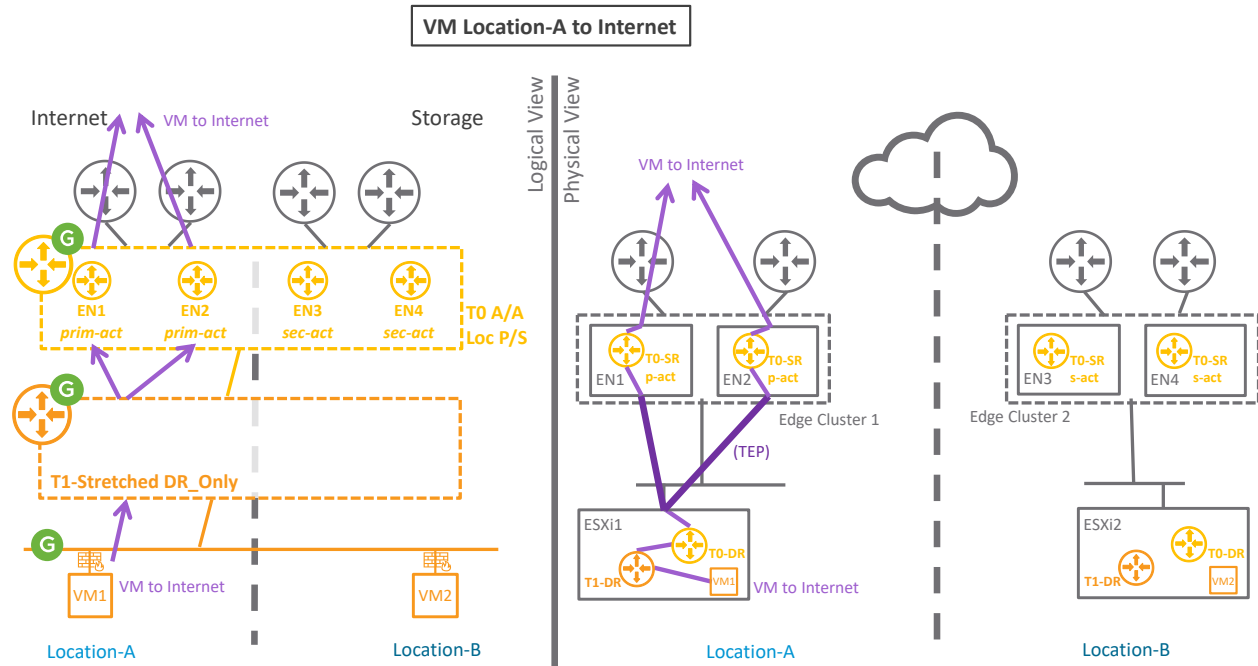 VM Location-A to Internet
Internet
VM to Internet
Storage
Logical View
Physical View
G
EN1
prim-act
EN2
prim-act
EN3
sec-act
EN4
sec-act
T0 A/A
Loc P/S
G
T1-Stretched DR_Only
G
VM1
VM to Internet
VM2
Location-A
Location-B
VM to Internet
T0-SR
p-act
EN1
T0-SR
p-act
EN2
Edge Cluster 1
(TEP)
ESXi1
T0-DR
T1-DR
VM1
VM to Internet
Location-A
T0-SR
s-act
EN3
T0-SR
s-act
EN4
Edge Cluster 2
ESXi2
T0-DR
T1-DR
VM2
Location-B